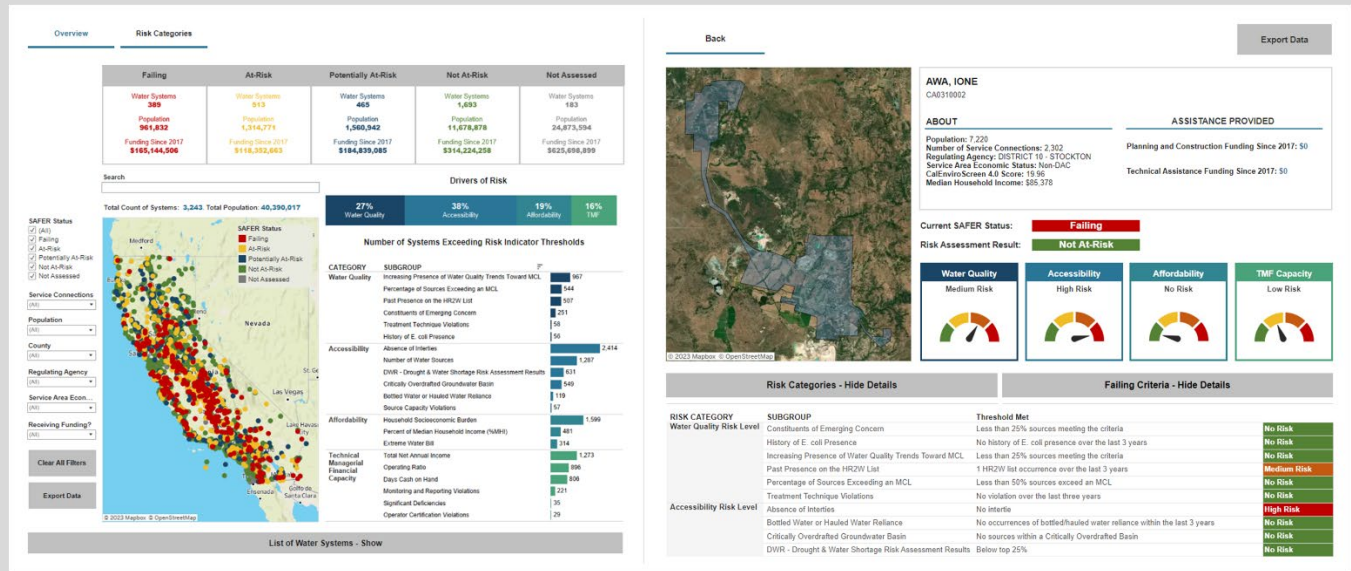 Overview Risk Categories
Failing At-Risk Potentially At-Risk Not At-Risk Not Assessed
Water Systems Water Systems Water Systems Water Systems Water Systems
389 513 465 1,693 183
Population Population Population Population Population
961,832 1,314,771 1,560,942 11,678,878 24,873,594
Funding Since 2017 Funding Since 2017 Funding Since 2017 Funding Since 2017 Funding Since 2017
$165,144,506 $118,352,663 $184,839,085 $314,224,258 $625,698,899
Search
Total Count of Systems: 3,243. Total Population: 40,390,017
SAFER Status
(All)
Failing
At-Risk
Potentially At-Risk
Not At-Risk
Not Assessed
Service Connections
(All)
Population
(All)
County
(All)
Regulating Agency
(All)
Service Area Econ...
(All)
Receiving Funding?
(All)
Clear All Filters
Export Data
Medford
SAFER Status
Failing
At-Risk
Potentially At-Risk
Not At-Risk
Not Assessed
Nevada
St. Ge
Las Vegas
Lake Havasu
City
Ensenada
Golfo de
Santa Clara
© 2023 Mapbox © OpenStreetMap
Drivers of Risk
27% 38% 19% 16%
Water Quality Accessibility Affordability TMF
Number of Systems Exceeding Risk Indicator Thresholds
CATEGORY SUBGROUP
Water Quality Increasing Presence of Water Quality Trends Toward MCL 967
Percentage of Sources Exceeding an MCL 544
Past Presence on the HR2W List 507
Constituents of Emerging Concern 251
Treatment Technique Violations 58
History of E. coli Presence 56
Accessibility Absence of Interties 2,414
Number of Water Sources 1,287
DWR - Drought & Water Shortage Risk Assessment Results 631
Critically Overdrafted Groundwater Basin 549
Bottled Water or Hauled Water Reliance 119
Source Capacity Violations 57
Affordability Household Socioeconomic Burden 1,599
Percent of Median Household Income (%MHI) 481
Extreme Water Bill 314
Technical Total Net Annual Income 1,273
Managerial
Financial Operating Ratio 896
Capacity Days Cash on Hand 808
Monitoring and Reporting Violations 221
Significant Deficiencies 35
Operator Certification Violations 29
List of Water Systems - Show
Back
Export Data
© 2023 Mapbox © OpenStreetMap
AWA, IONE
CA0310002
ABOUT
Population: 7,220
Number of Service Connections: 2,302
Regulating Agency: DISTRICT 10 - STOCKTON
Service Area Economic Status: Non-DAC
CalEnviroScreen 4.0 Score: 19.96
Median Household Income: $85,378
ASSISTANCE PROVIDED
Planning and Construction Funding Since 2017: $0
Technical Assistance Funding Since 2017: $0
Current SAFER Status: Failing
Risk Assessment Result: Not At-Risk
Water Quality Accessibility Affordability TMF Capacity
Medium Risk High Risk No Risk Low Risk
Risk Categories - Hide Details Failing Criteria - Hide Details
RISK CATEGORY SUBGROUP Threshold Met
Water Quality Risk Level Constituents of Emerging Concern Less than 25% sources meeting the criteria No Risk
History of E. coli Presence No history of E. coli presence over the last 3 years No Risk
Increasing Presence of Water Quality Trends Toward MCL Less than 25% sources meeting the criteria No Risk
Past Presence on the HR2W List 1 HR2W list occurrence over the last 3 years Medium Risk
Percentage of Sources Exceeding an MCL Less than 50% sources exceed an MCL No Risk
Treatment Technique Violations No violation over the last three years No Risk
Accessibility Risk Level Absence of Interties No intertie High Risk
Bottled Water or Hauled Water Reliance No occurrences of bottled/hauled water reliance within the last 3 years No Risk
Critically Overdrafted Groundwater Basin No sources within a Critically Overdrafted Basin No Risk
DWR - Drought & Water Shortage Risk Assessment Results Below top 25% No Risk